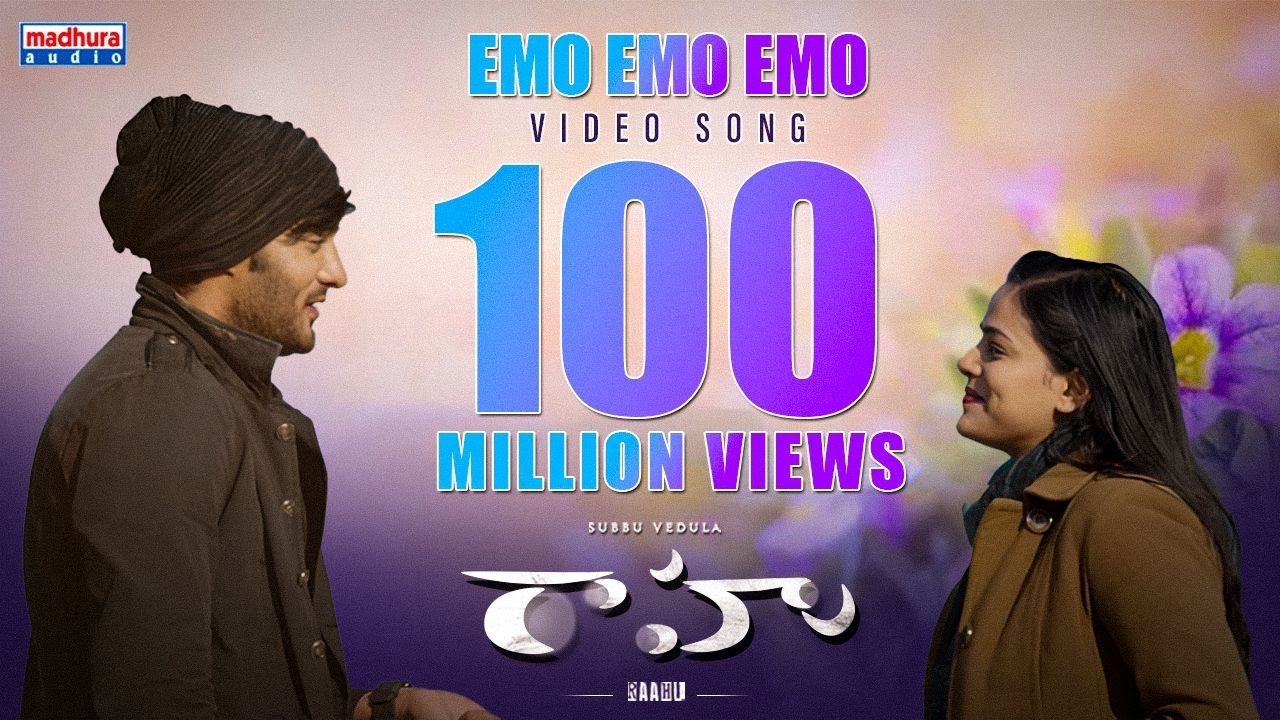 madhura
audio
EMO EMO EMO
VIDEO SONG
100
MILLION VIEWS
SUBBU VEDULA
రాహు
RAAHU